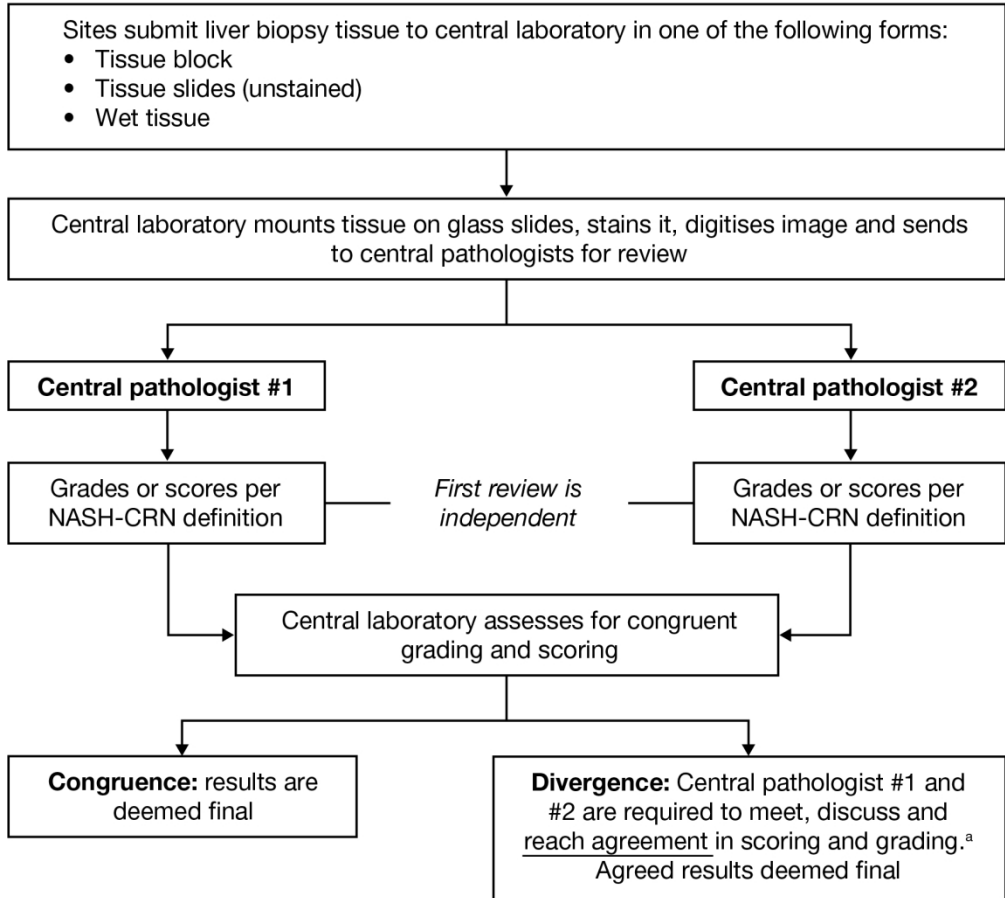 Sites submit liver biopsy tissue to central laboratory in one of the following forms:
• Tissue block
• Tissue slides (unstained)
• Wet tissue
Central laboratory mounts tissue on glass slides, stains it, digitises image and sends
to central pathologists for review
Central pathologist #1
Central pathologist #2
Grades or scores per
NASH-CRN definition
First review is
independent
Grades or scores per
NASH-CRN definition
Central laboratory assesses for congruent
grading and scoring
Congruence: results are
deemed final
Divergence: Central pathologist #1 and
#2 are required to meet, discuss and
reach agreement in scoring and grading.ᵃ
Agreed results deemed final